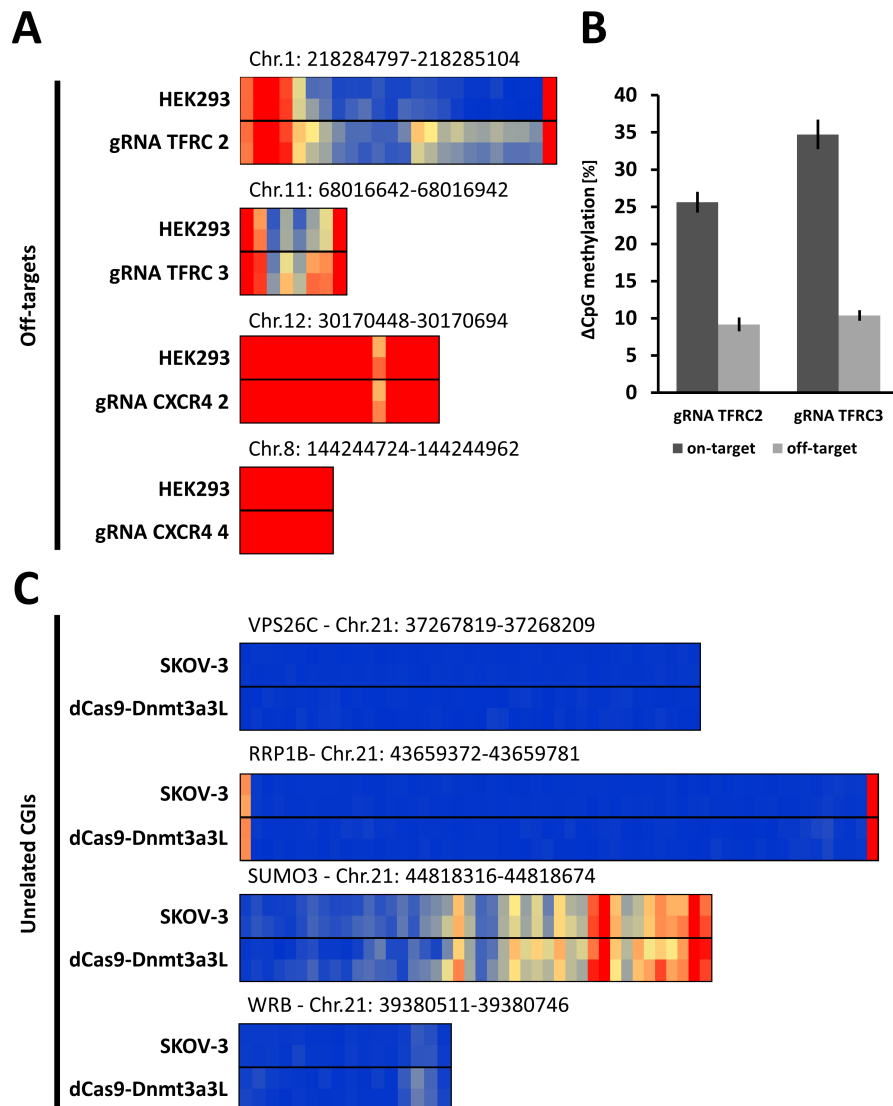 A
Off-targets
Chr.1: 218284797-218285104
HEK293
gRNA TFRC 2
Chr.11: 68016642-68016942
HEK293
gRNA TFRC 3
Chr.12: 30170448-30170694
HEK293
gRNA CXCR4 2
Chr.8: 144244724-144244962
HEK293
gRNA CXCR4 4
B
ΔCpG methylation [%]
40
35
30
25
20
15
10
5
0
gRNA TFRC2
gRNA TFRC3
on-target
off-target
C
Unrelated CGIs
VPS26C - Chr.21: 37267819-37268209
SKOV-3
dCas9-Dnmt3a3L
RRP1B- Chr.21: 43659372-43659781
SKOV-3
dCas9-Dnmt3a3L
SUMO3 - Chr.21: 44818316-44818674
SKOV-3
dCas9-Dnmt3a3L
WRB - Chr.21: 39380511-39380746
SKOV-3
dCas9-Dnmt3a3L